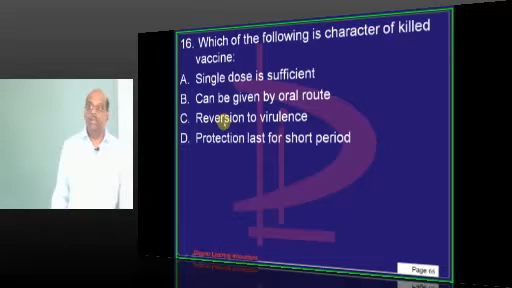 16. Which of the following is character of killed
vaccine:
A. Single dose is sufficient
B. Can be given by oral route
C. Reversion to virulence
D. Protection last for short period
Page 66